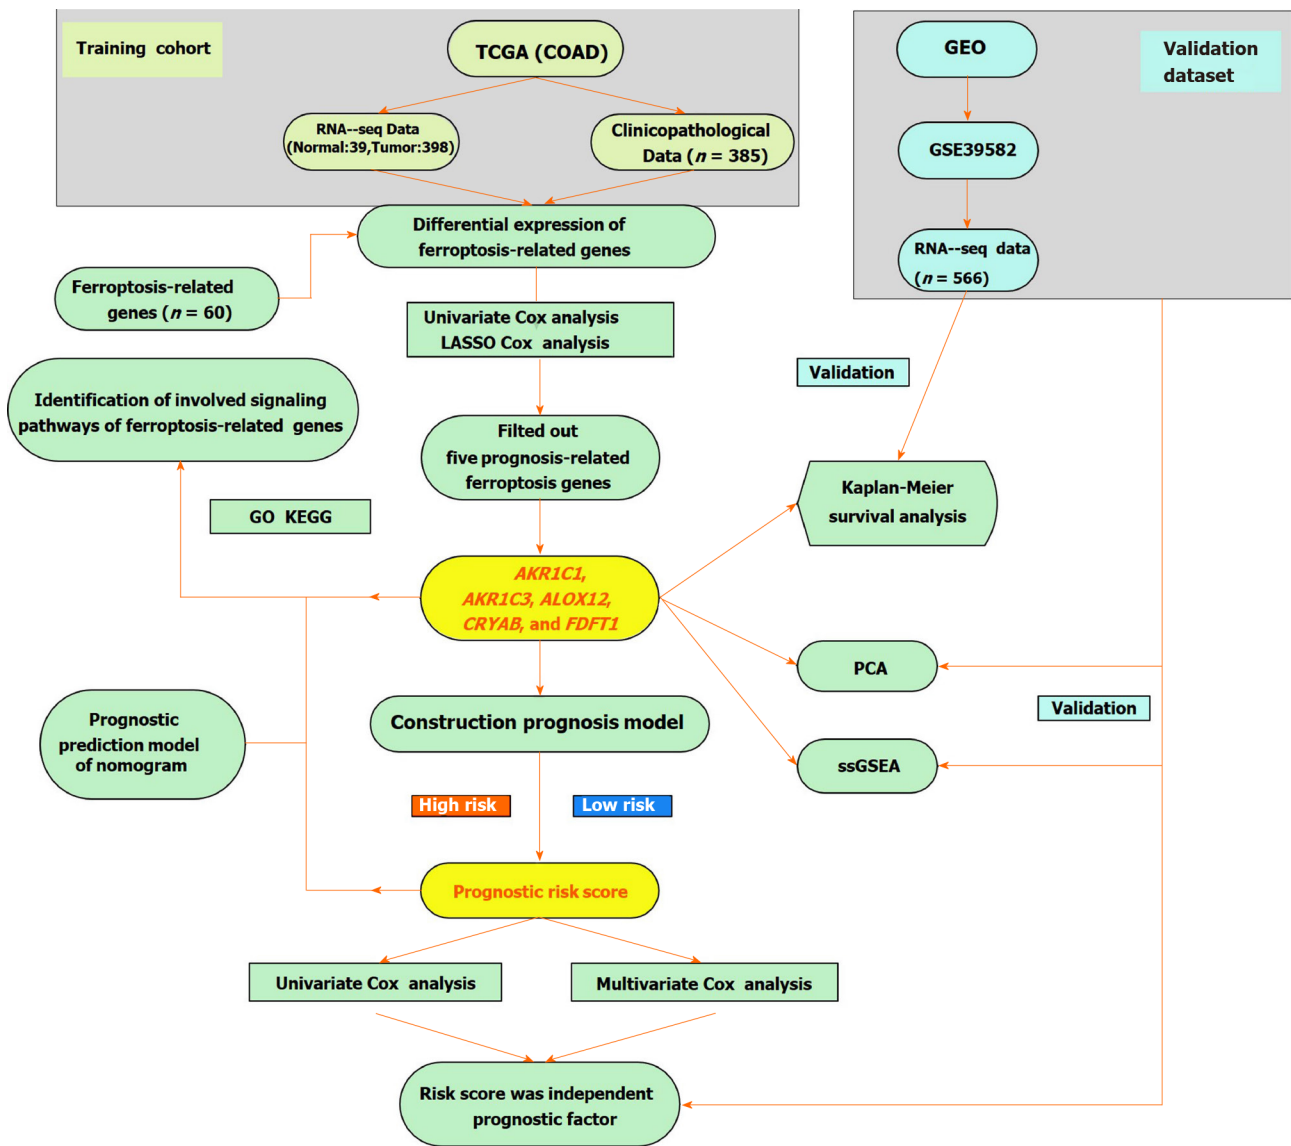 Training cohort
TCGA (COAD)
RNA--seq Data
(Normal:39,Tumor:398)
Clinicopathological
Data (n = 385)
GEO
Validation
dataset
GSE39582
RNA--seq data
(n = 566)
Differential expression of
ferroptosis-related genes
Ferroptosis-related
genes (n = 60)
Univariate Cox analysis
LASSO Cox analysis
Validation
Identification of involved signaling
pathways of ferroptosis-related genes
Filted out
five prognosis-related
ferroptosis genes
Kaplan-Meier
survival analysis
GO KEGG
AKR1C1,
AKR1C3, ALOX12,
CRYAB, and FDFT1
PCA
Validation
Construction prognosis model
Prognostic
prediction model
of nomogram
ssGSEA
High risk
Low risk
Prognostic risk score
Univariate Cox analysis
Multivariate Cox analysis
Risk score was independent
prognostic factor